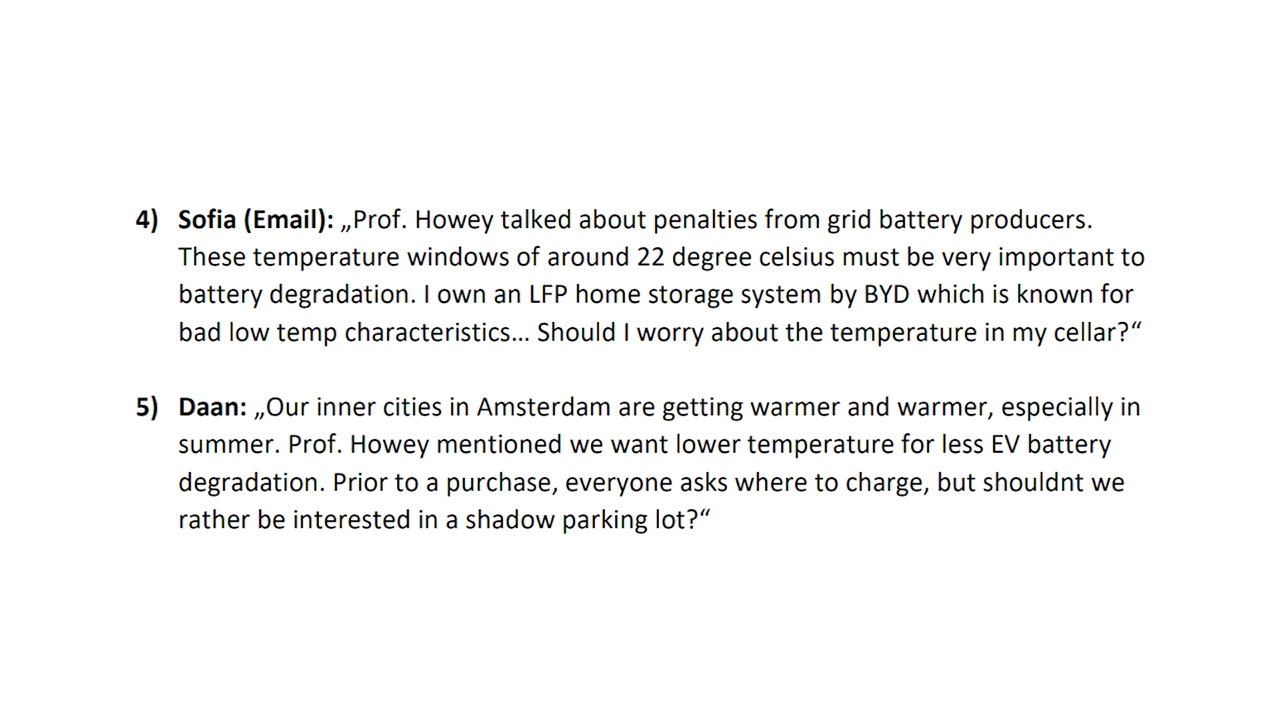 4) Sofia (Email): „Prof. Howey talked about penalties from grid battery producers.
These temperature windows of around 22 degree celsius must be very important to
battery degradation. I own an LFP home storage system by BYD which is known for
bad low temp characteristics... Should I worry about the temperature in my cellar?“
5) Daan: „Our inner cities in Amsterdam are getting warmer and warmer, especially in
summer. Prof. Howey mentioned we want lower temperature for less EV battery
degradation. Prior to a purchase, everyone asks where to charge, but shouldnt we
rather be interested in a shadow parking lot?“